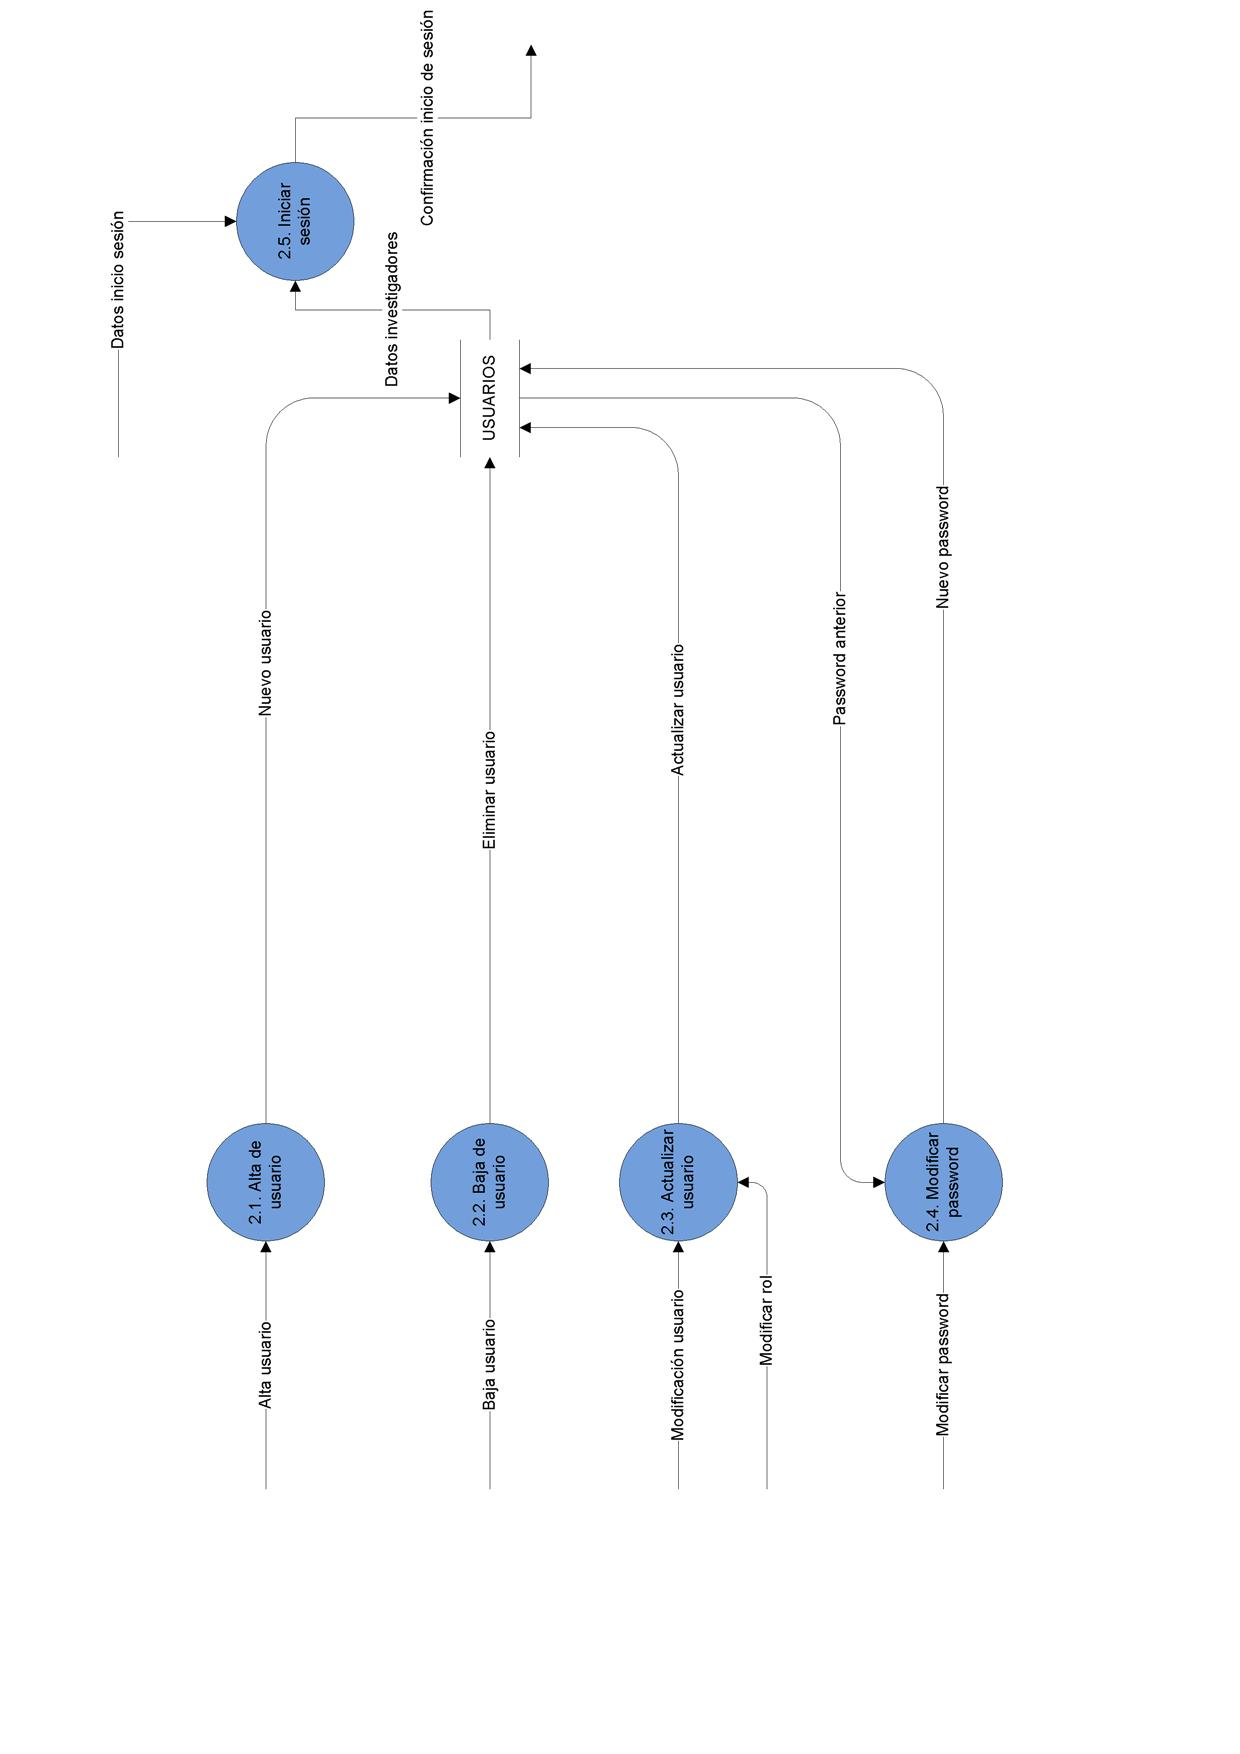 Alta usuario
2.1. Alta de
usuario
Nuevo usuario
Datos inicio sesión
2.5. Iniciar
sesión
Datos investigadores
Confirmación inicio de sesión
Baja usuario
2.2. Baja de
usuario
Eliminar usuario
USUARIOS
Modificación usuario
2.3. Actualizar
usuario
Actualizar usuario
Modificar rol
Password anterior
Modificar password
2.4. Modificar
password
Nuevo password